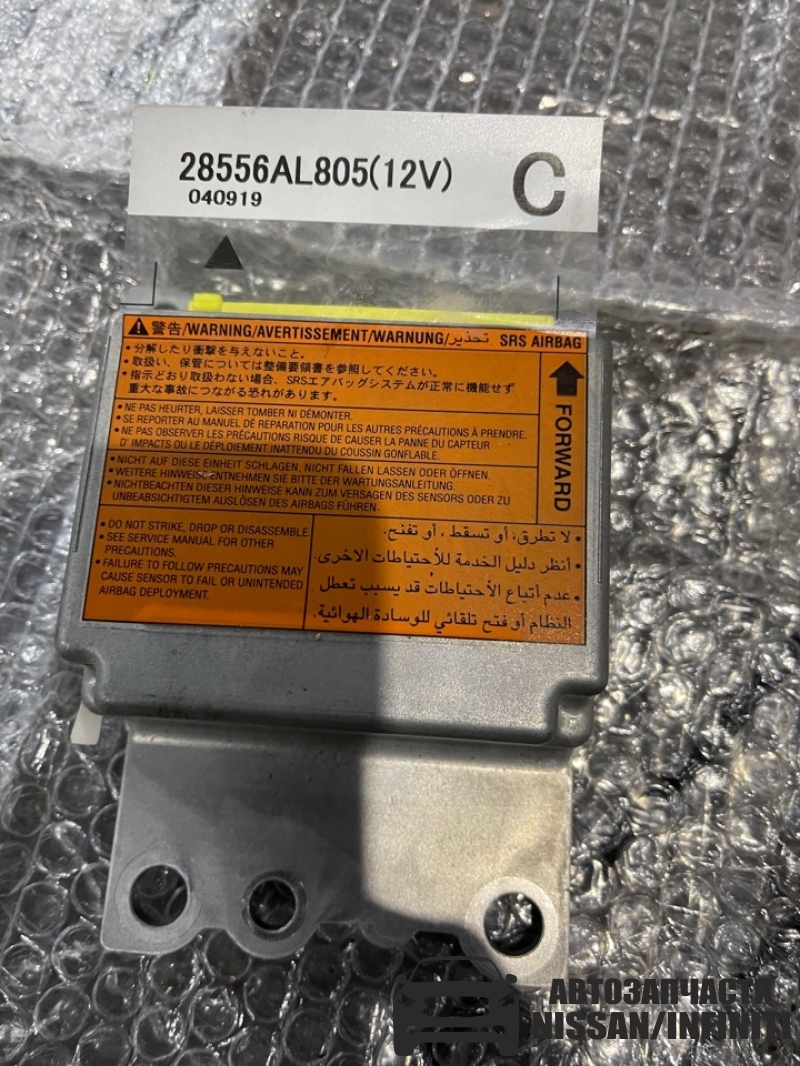 28556AL805(12V)
C
040919
警告/WARNING/AVERTISSEMENT/WARNUNG/تحذير SRS AIRBAG
・分解したり衝撃を与えないこと。
・取扱い、保管については整備要領書を参照してください。
・指示どおり取扱わない場合、SRSエアバッグシステムが正常に機能せず
重大な事故につながる恐れがあります。
• NE PAS HEURTER, LAISSER TOMBER NI DÉMONTER.
• SE REPORTER AU MANUEL DE RÉPARATION POUR LES AUTRES PRÉCAUTIONS À PRENDRE.
• NE PAS OBSERVER LES PRÉCAUTIONS RISQUE DE CAUSER LA PANNE DU CAPTEUR
D' IMPACTS OU LE DÉPLOIEMENT INATTENDU DU COUSSIN GONFLABLE.
• NICHT AUF DIESE EINHEIT SCHLAGEN, NICHT FALLEN LASSEN ODER ÖFFNEN.
• WEITERE HINWEISE ENTNEHMEN SIE BITTE DER WARTUNGSANLEITUNG.
• NICHTBEACHTEN DIESER HINWEISE KANN ZUM VERSAGEN DES SENSORS ODER ZU
UNBEABSICHTIGTEM AUSLÖSEN DES AIRBAGS FÜHREN.
FORWARD
• DO NOT STRIKE, DROP OR DISASSEMBLE.
• SEE SERVICE MANUAL FOR OTHER
PRECAUTIONS.
• FAILURE TO FOLLOW PRECAUTIONS MAY
CAUSE SENSOR TO FAIL OR UNINTENDED
AIRBAG DEPLOYMENT.
• لا تطرق، أو تسقط ، أو تفتح.
• أنظر دليل الخدمة للأحتياطات الاخرى.
• عدم أتباع الأحتياطات قد يسبب تعطل
النظام أو فتح تلقائي للوسادة الهوائية.
АВТОЗАПЧАСТИ
NISSAN/INFINITI